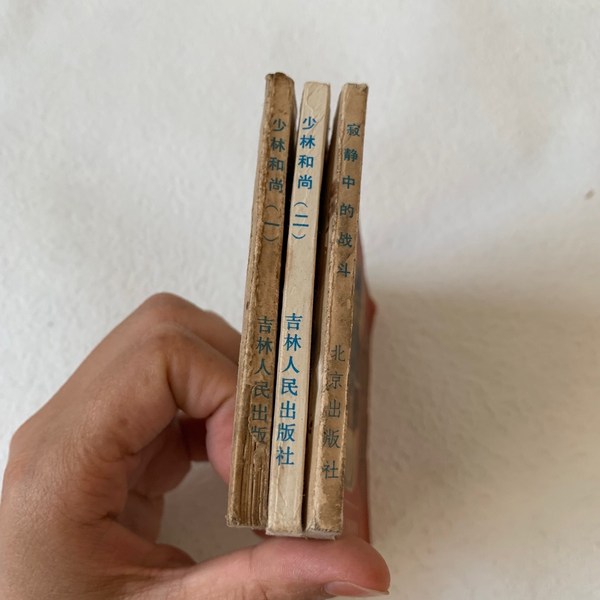 少林和尚（一）
吉林人民出版
少林和尚（二）
吉林人民出版社
寂静中的战斗
北京出版社